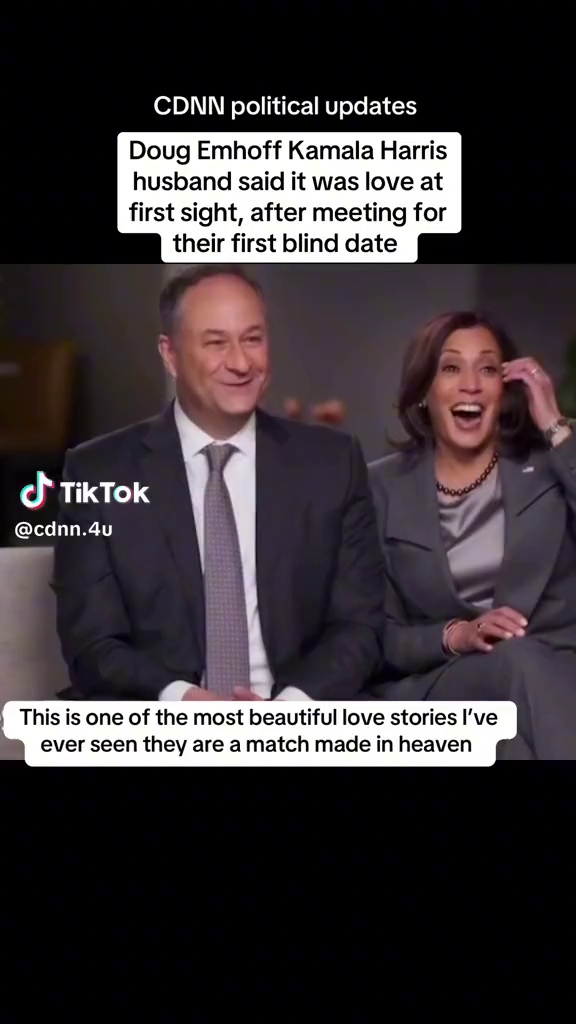 CDNN political updates
Doug Emhoff Kamala Harris
husband said it was love at
first sight, after meeting for
their first blind date
TikTok
@cdnn.4u
This is one of the most beautiful love stories I’ve
ever seen they are a match made in heaven